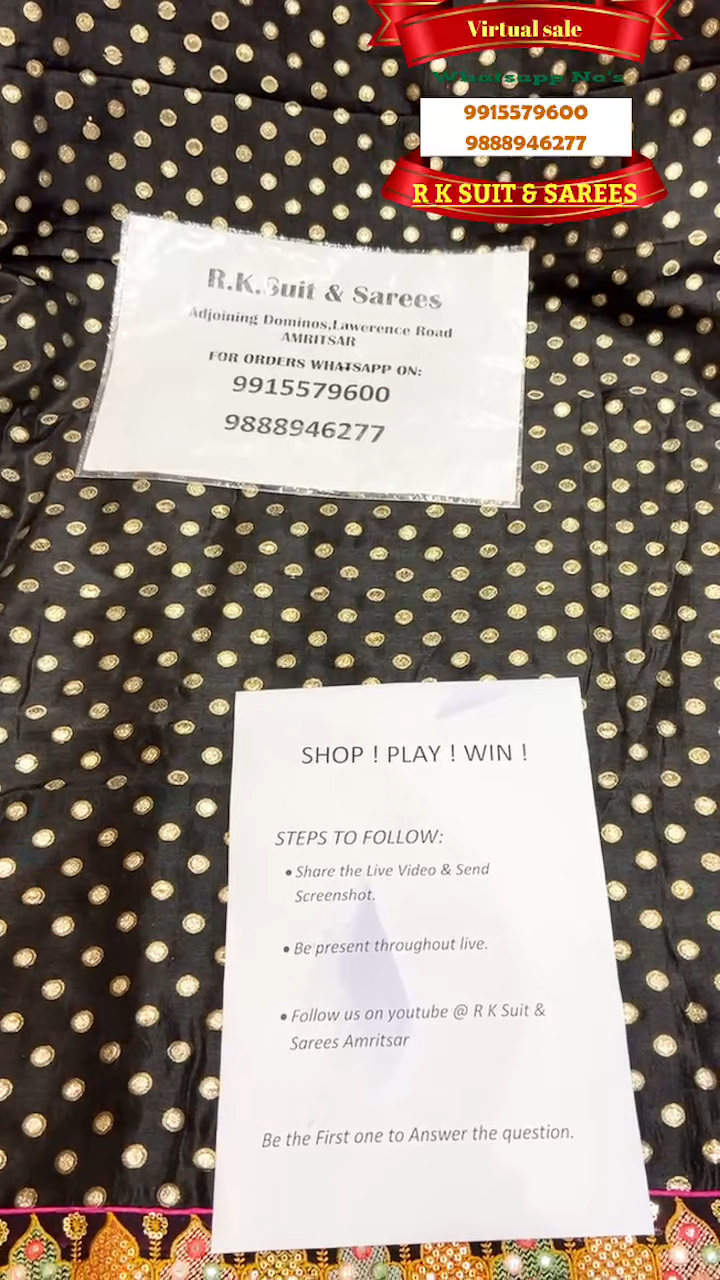 Virtual sale
Whatsapp No's
9915579600
9888946277
R K SUIT & SAREES
R.K.Suit & Sarees
Adjoining Dominos,Lawerence Road
AMRITSAR
FOR ORDERS WHATSAPP ON:
9915579600
9888946277
SHOP ! PLAY ! WIN !
STEPS TO FOLLOW:
• Share the Live Video & Send
Screenshot.
• Be present throughout live.
• Follow us on youtube @ R K Suit &
Sarees Amritsar
Be the First one to Answer the question.